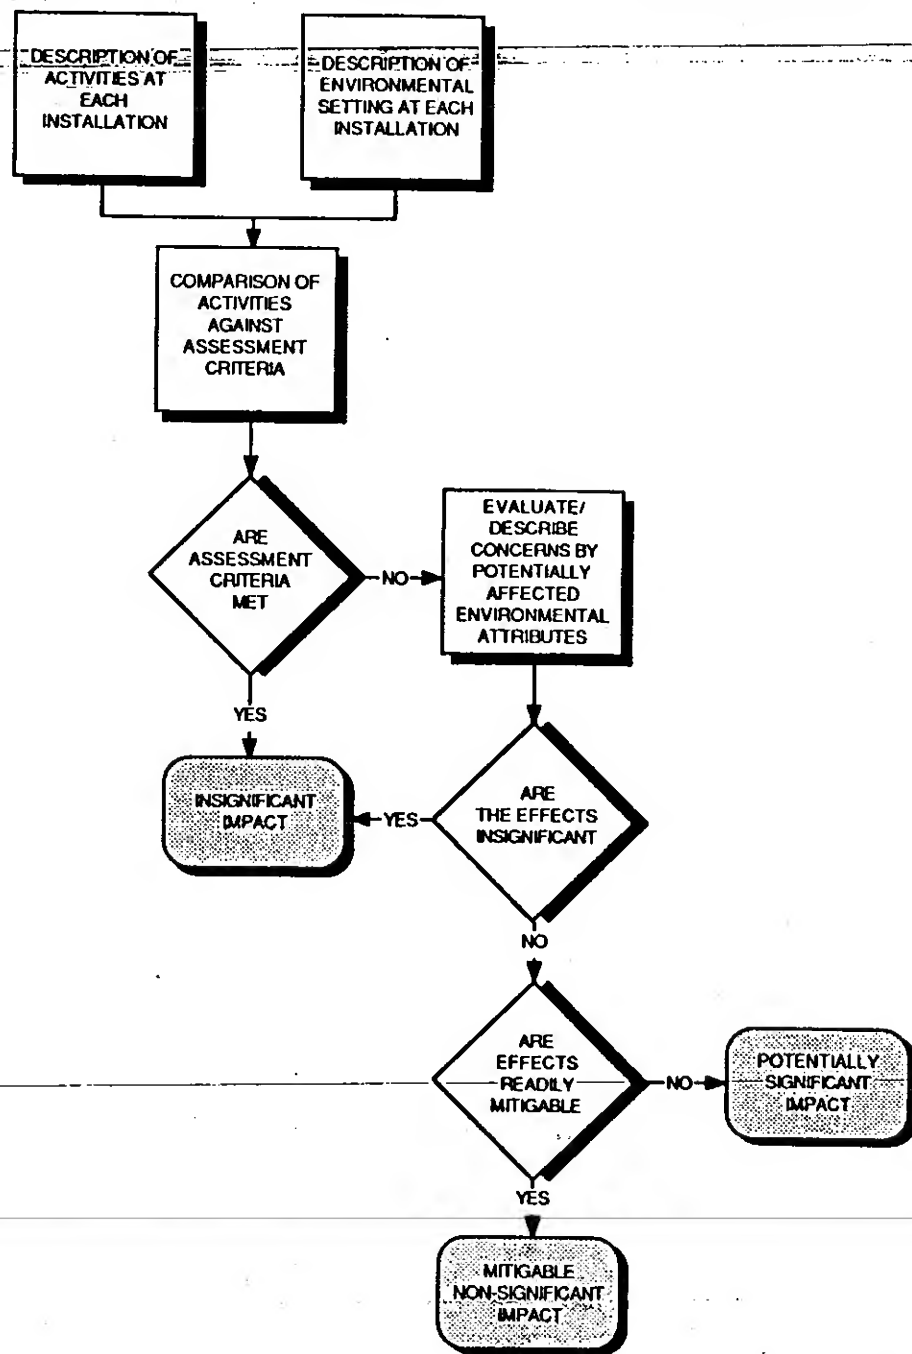 DESCRIPTION OF
ACTIVITIES AT
EACH
INSTALLATION
DESCRIPTION OF
ENVIRONMENTAL
SETTING AT EACH
INSTALLATION
COMPARISON OF
ACTIVITIES
AGAINST
ASSESSMENT
CRITERIA
ARE
ASSESSMENT
CRITERIA
MET
NO
EVALUATE/
DESCRIBE
CONCERNS BY
POTENTIALLY
AFFECTED
ENVIRONMENTAL
ATTRIBUTES
YES
INSIGNIFICANT
IMPACT
YES
ARE
THE EFFECTS
INSIGNIFICANT
NO
ARE
EFFECTS
READILY
MITIGABLE
NO
POTENTIALLY
SIGNIFICANT
IMPACT
YES
MITIGABLE
NON-SIGNIFICANT
IMPACT